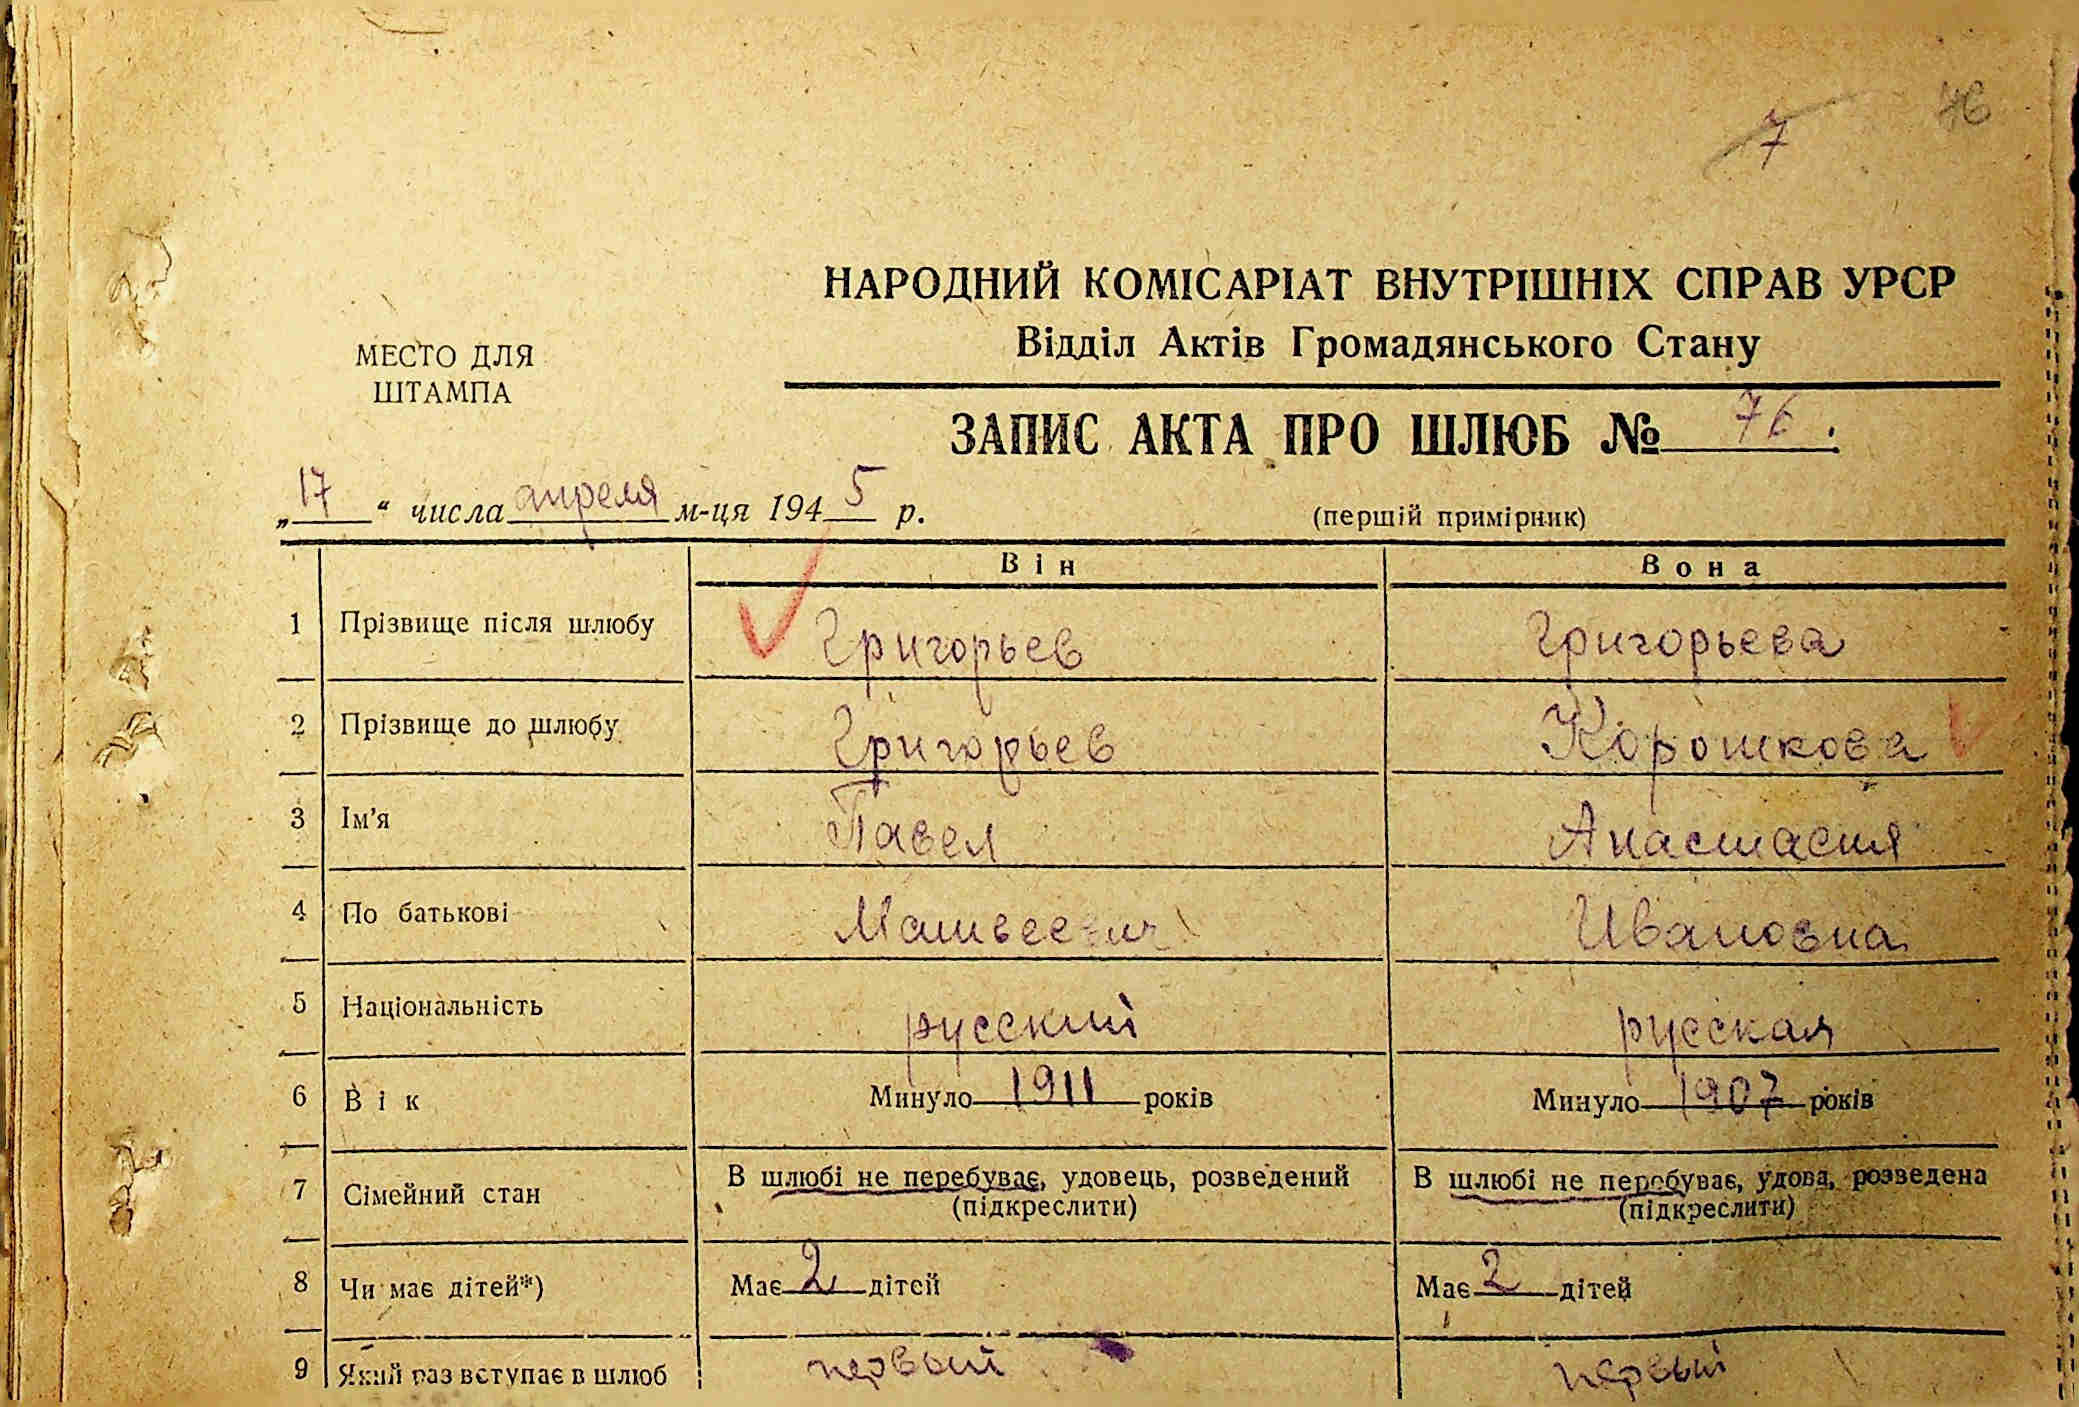 7 46
НАРОДНИЙ КОМІСАРІАТ ВНУТРІШНІХ СПРАВ УРСР
Відділ Актів Громадянського Стану
МЕСТО ДЛЯ
ШТАМПА
ЗАПИС АКТА ПРО ШЛЮБ № 76.
„17“ числа апреля м-ця 1945 р.
(перщій примірник)
Він Вона
1 Прізвище після шлюбу Григорьев Григорьева
2 Прізвище до шлюбу Григорьев Корошкова
3 Ім'я Павел Анастасия
4 По батькові Матвеевич Ивановна
5 Національність русский русская
6 Вік Минуло 1911 років Минуло 1907 років
7 Сімейний стан В шлюбі не перебуває, удовець, розведений В шлюбі не перебуває, удова, розведена
(підкреслити) (підкреслити)
8 Чи має дітей*) Має 2 дітей Має 2 дітей
9 Який раз вступає в шлюб первый первый